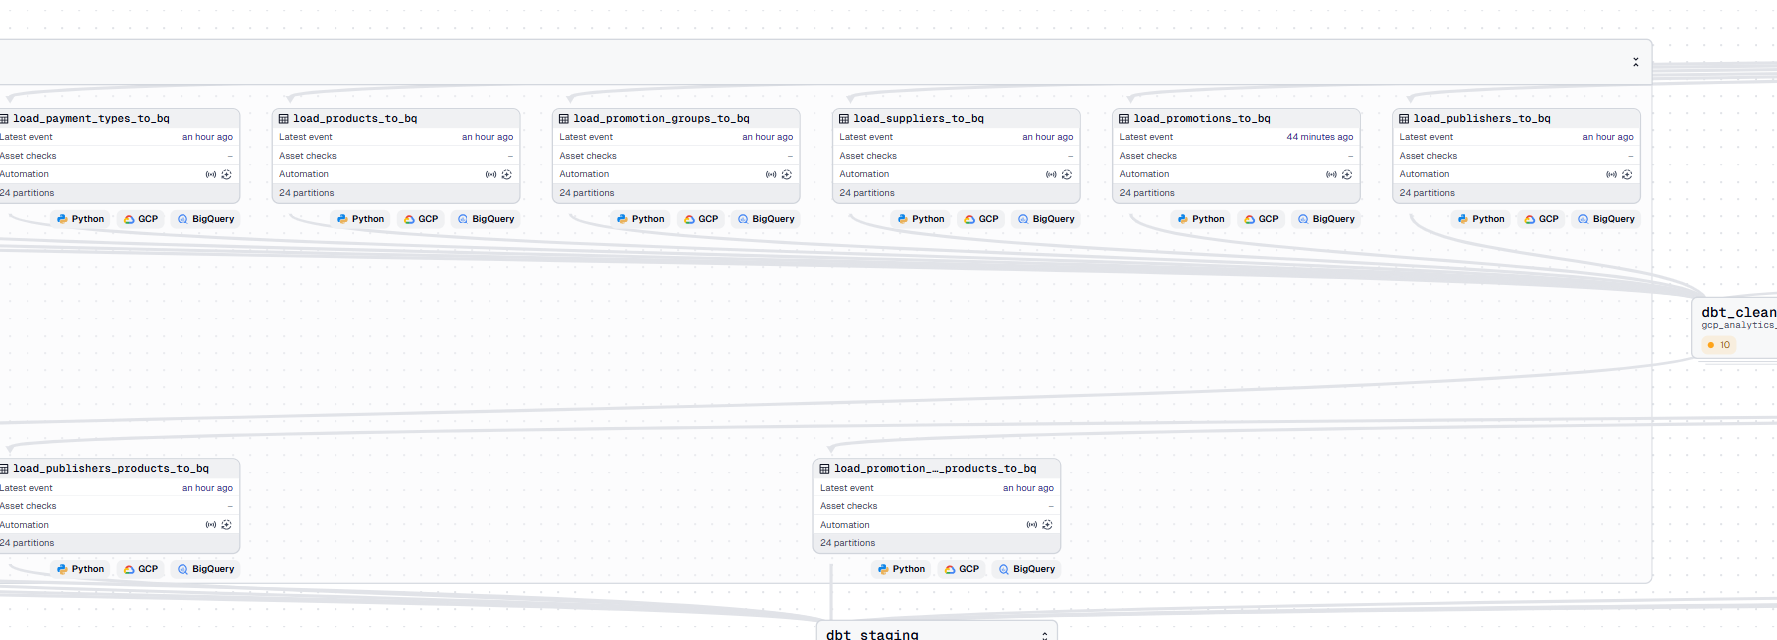 load_payment_types_to_bq
Latest event an hour ago
Asset checks –
Automation
24 partitions
Python GCP BigQuery
load_products_to_bq
Latest event an hour ago
Asset checks –
Automation
24 partitions
Python GCP BigQuery
load_promotion_groups_to_bq
Latest event an hour ago
Asset checks –
Automation
24 partitions
Python GCP BigQuery
load_suppliers_to_bq
Latest event an hour ago
Asset checks –
Automation
24 partitions
Python GCP BigQuery
load_promotions_to_bq
Latest event 44 minutes ago
Asset checks –
Automation
24 partitions
Python GCP BigQuery
load_publishers_to_bq
Latest event an hour ago
Asset checks –
Automation
24 partitions
Python GCP BigQuery
dbt_clean
gcp_analytics_
10
load_publishers_products_to_bq
Latest event an hour ago
Asset checks –
Automation
24 partitions
Python GCP BigQuery
load_promotion_…_products_to_bq
Latest event an hour ago
Asset checks –
Automation
24 partitions
Python GCP BigQuery
dbt_staging